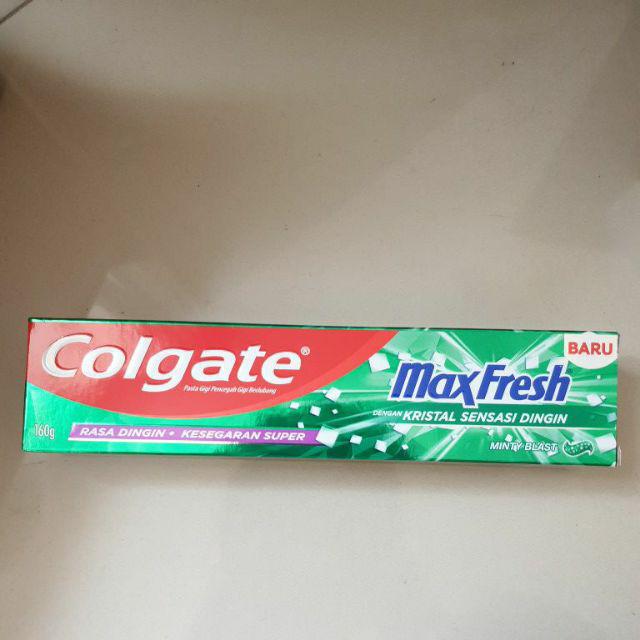 Colgate®
Pasta Gigi Pencegah Gigi Berlubang
160g
RASA DINGIN • KESEGARAN SUPER
BARU
MaxFresh
DENGAN KRISTAL SENSASI DINGIN
MINTY BLAST